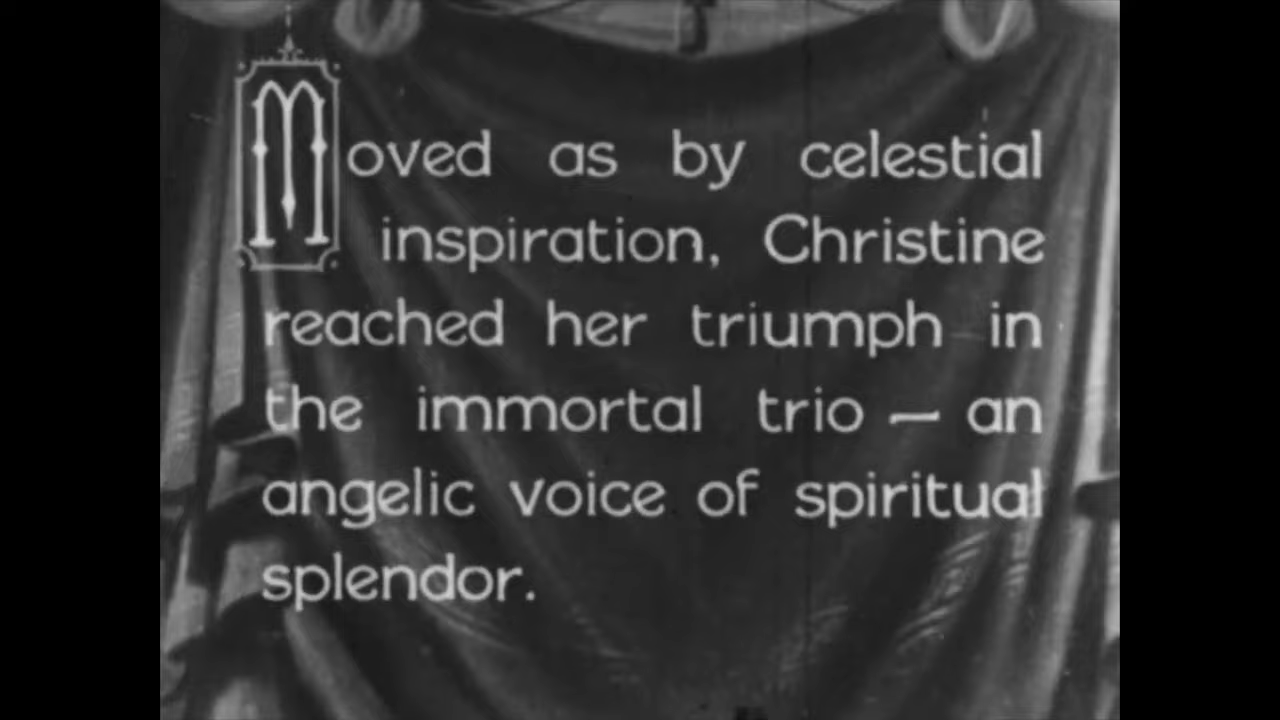 Moved as by celestial
inspiration, Christine
reached her triumph in
the immortal trio — an
angelic voice of spiritual
splendor.